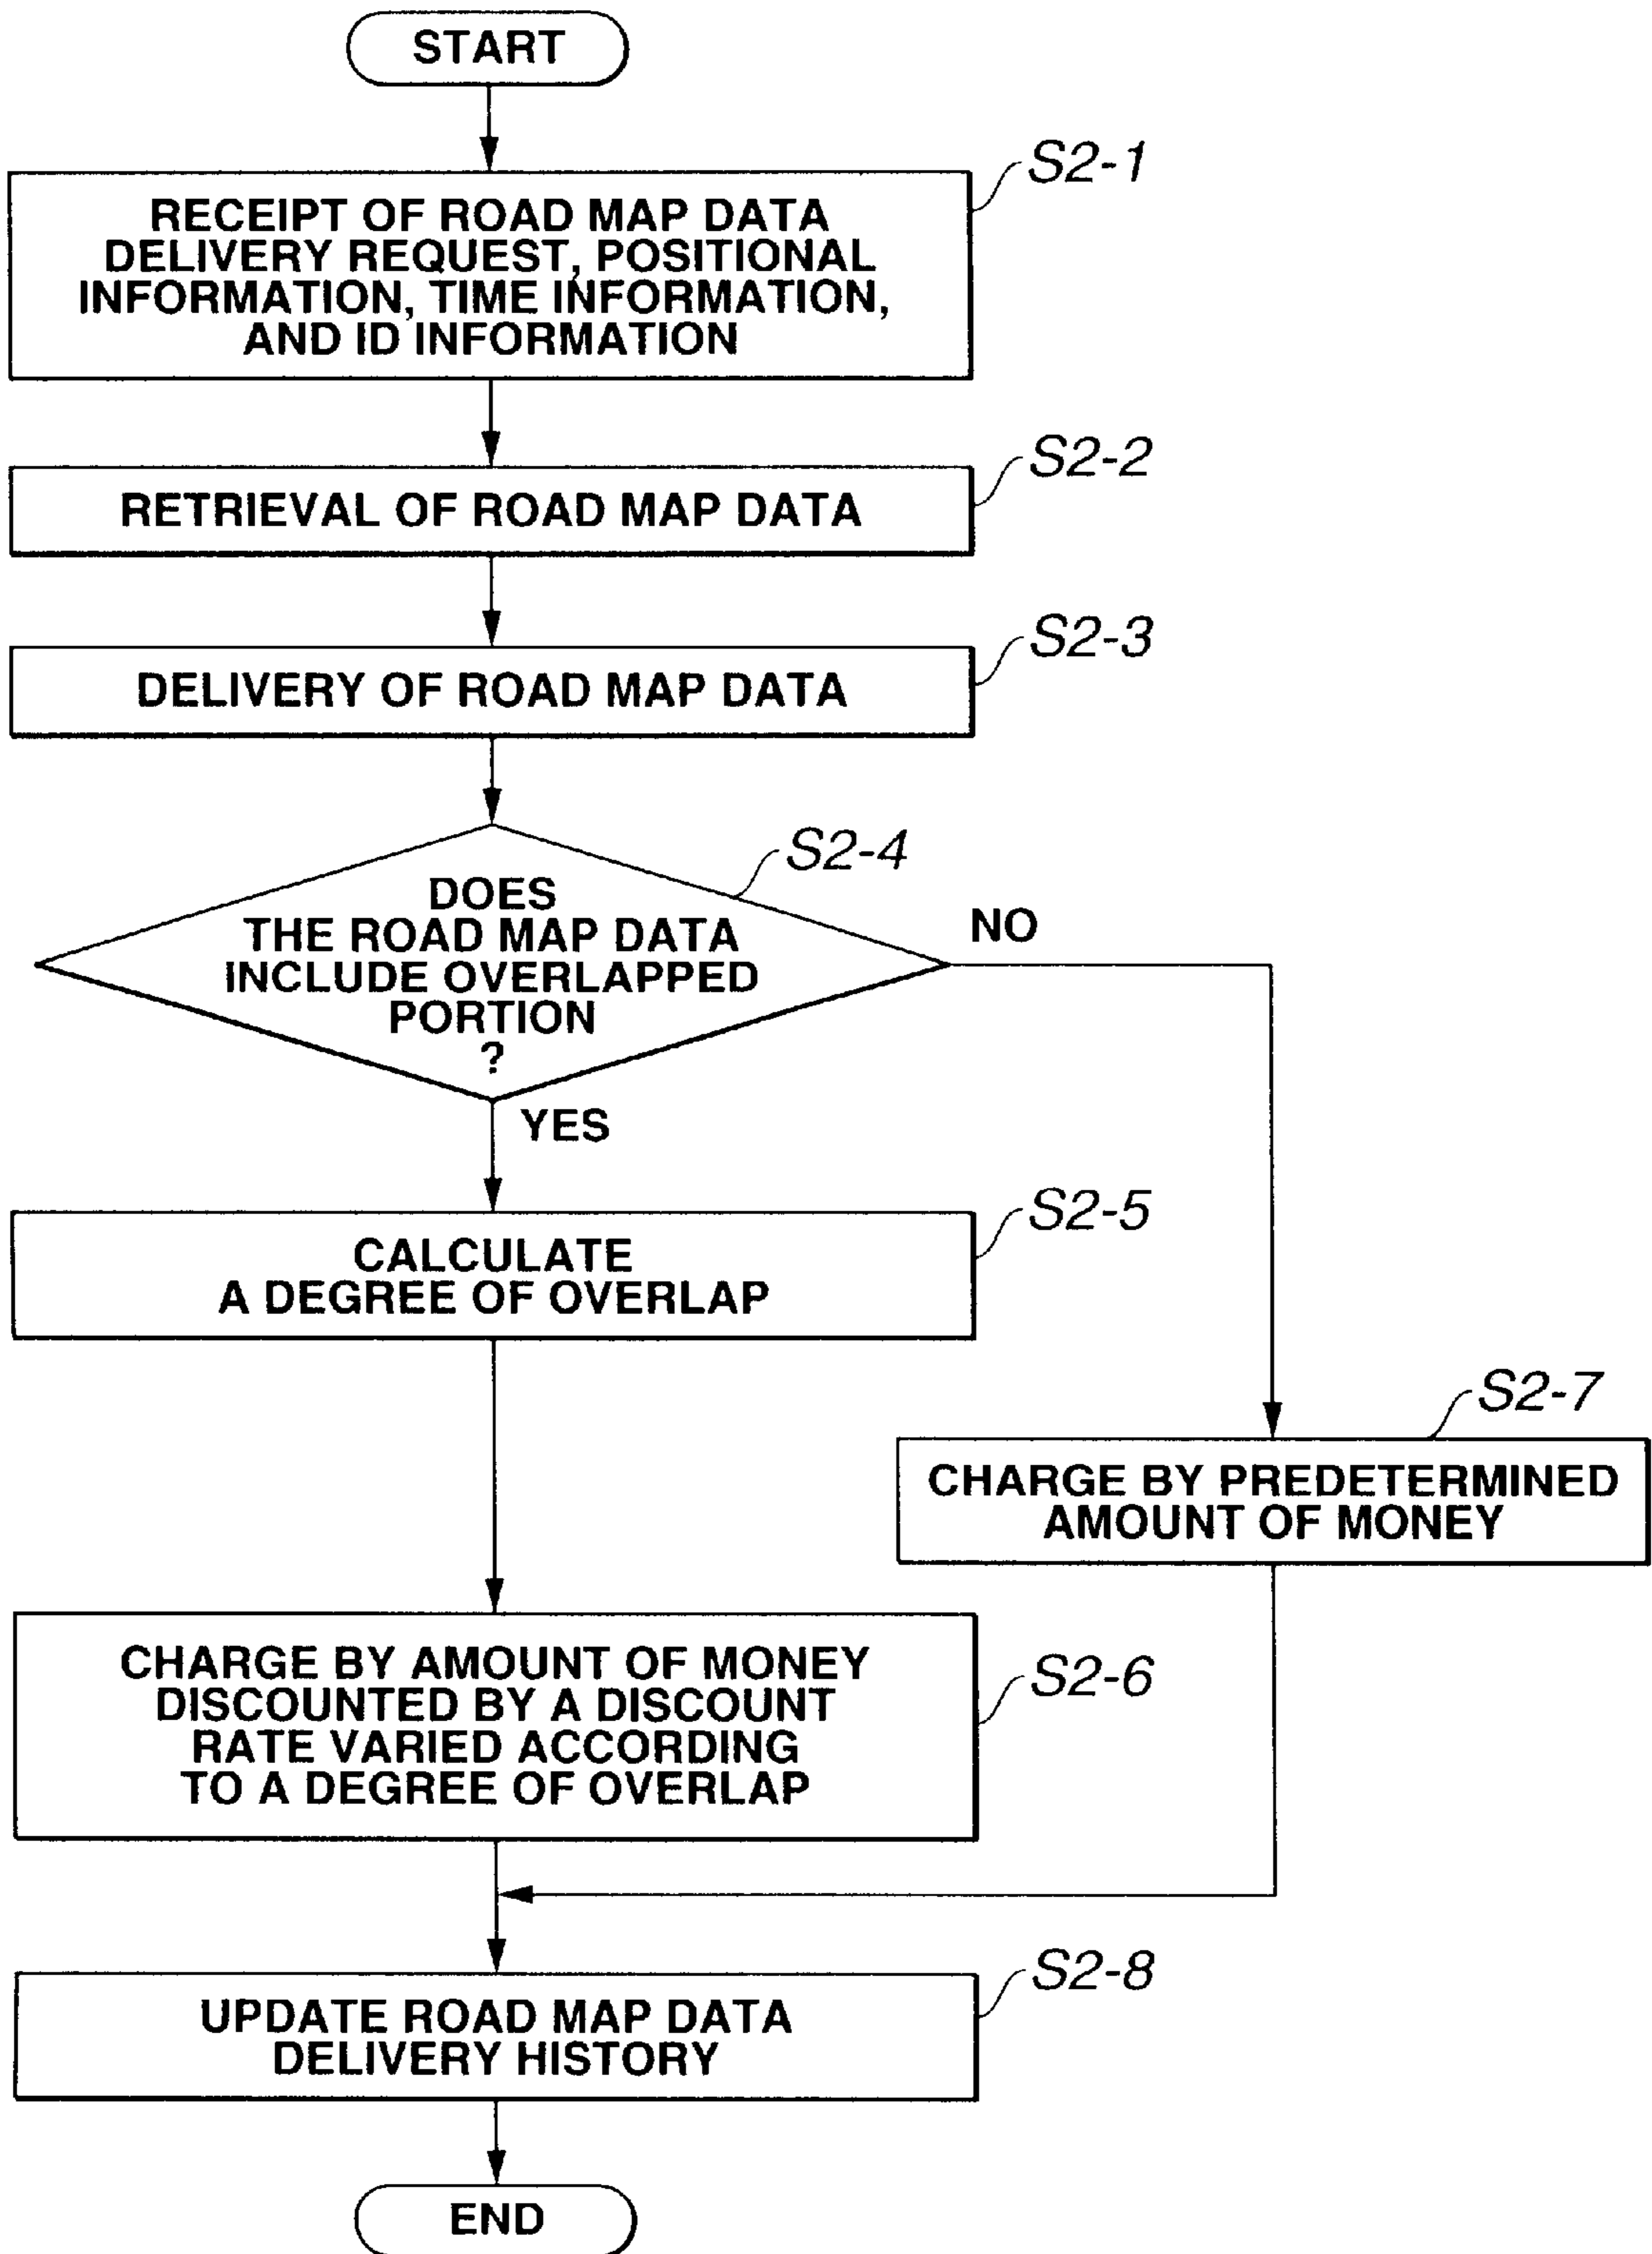 START
S2-1
RECEIPT OF ROAD MAP DATA
DELIVERY REQUEST, POSITIONAL
INFORMATION, TIME INFORMATION,
AND ID INFORMATION
S2-2
RETRIEVAL OF ROAD MAP DATA
S2-3
DELIVERY OF ROAD MAP DATA
S2-4
DOES
THE ROAD MAP DATA
INCLUDE OVERLAPPED
PORTION
?
NO
YES
S2-5
CALCULATE
A DEGREE OF OVERLAP
S2-7
CHARGE BY PREDETERMINED
AMOUNT OF MONEY
S2-6
CHARGE BY AMOUNT OF MONEY
DISCOUNTED BY A DISCOUNT
RATE VARIED ACCORDING
TO A DEGREE OF OVERLAP
S2-8
UPDATE ROAD MAP DATA
DELIVERY HISTORY
END